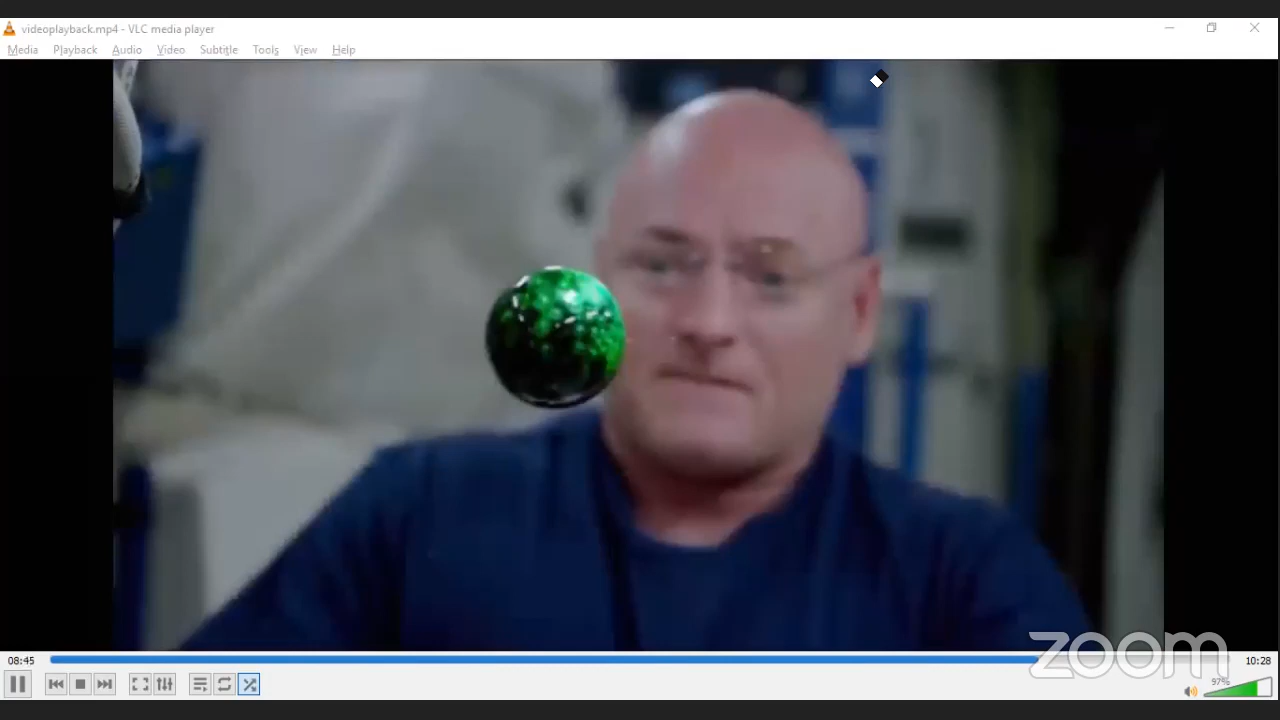 videoplayback.mp4 - VLC media player
Media Playback Audio Video Subtitle Tools View Help
zoom
08:45 10:28
97%